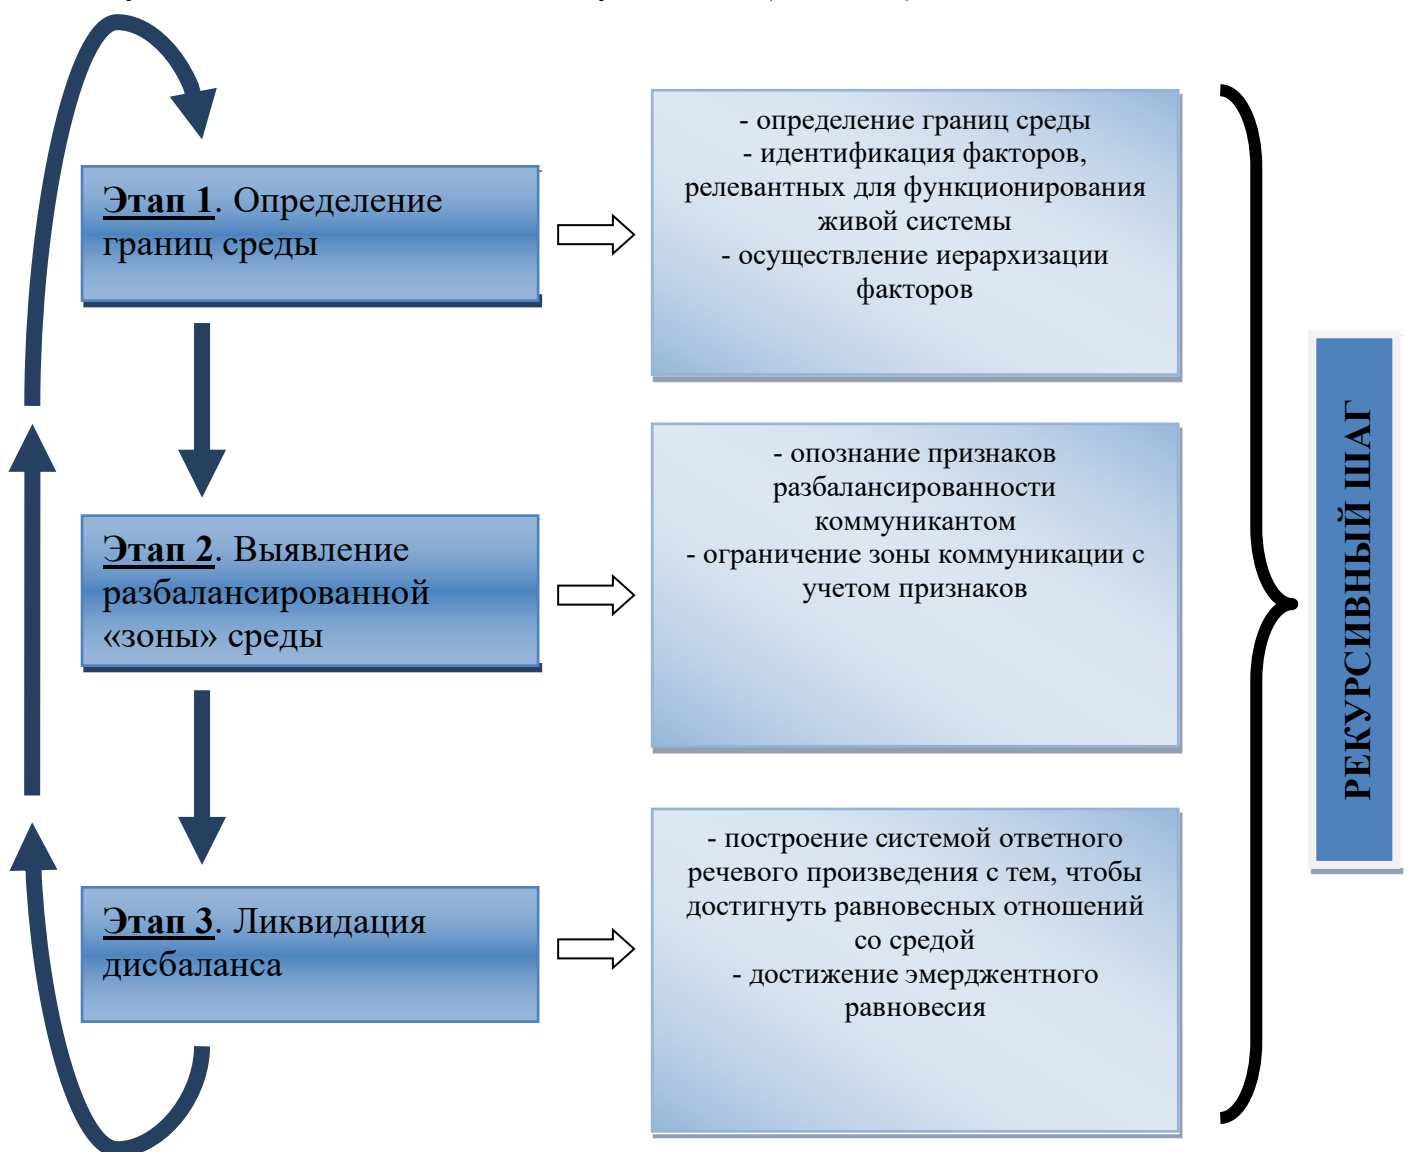 Этап 1. Определение
границ среды
- определение границ среды
- идентификация факторов,
релевантных для функционирования
живой системы
- осуществление иерархизации
факторов
Этап 2. Выявление
разбалансированной
«зоны» среды
- опознание признаков
разбалансированности
коммуникантом
- ограничение зоны коммуникации с
учетом признаков
Этап 3. Ликвидация
дисбаланса
- построение системой ответного
речевого произведения с тем, чтобы
достигнуть равновесных отношений
со средой
- достижение эмерджентного
равновесия
РЕКУРСИВНЫЙ ШАГ